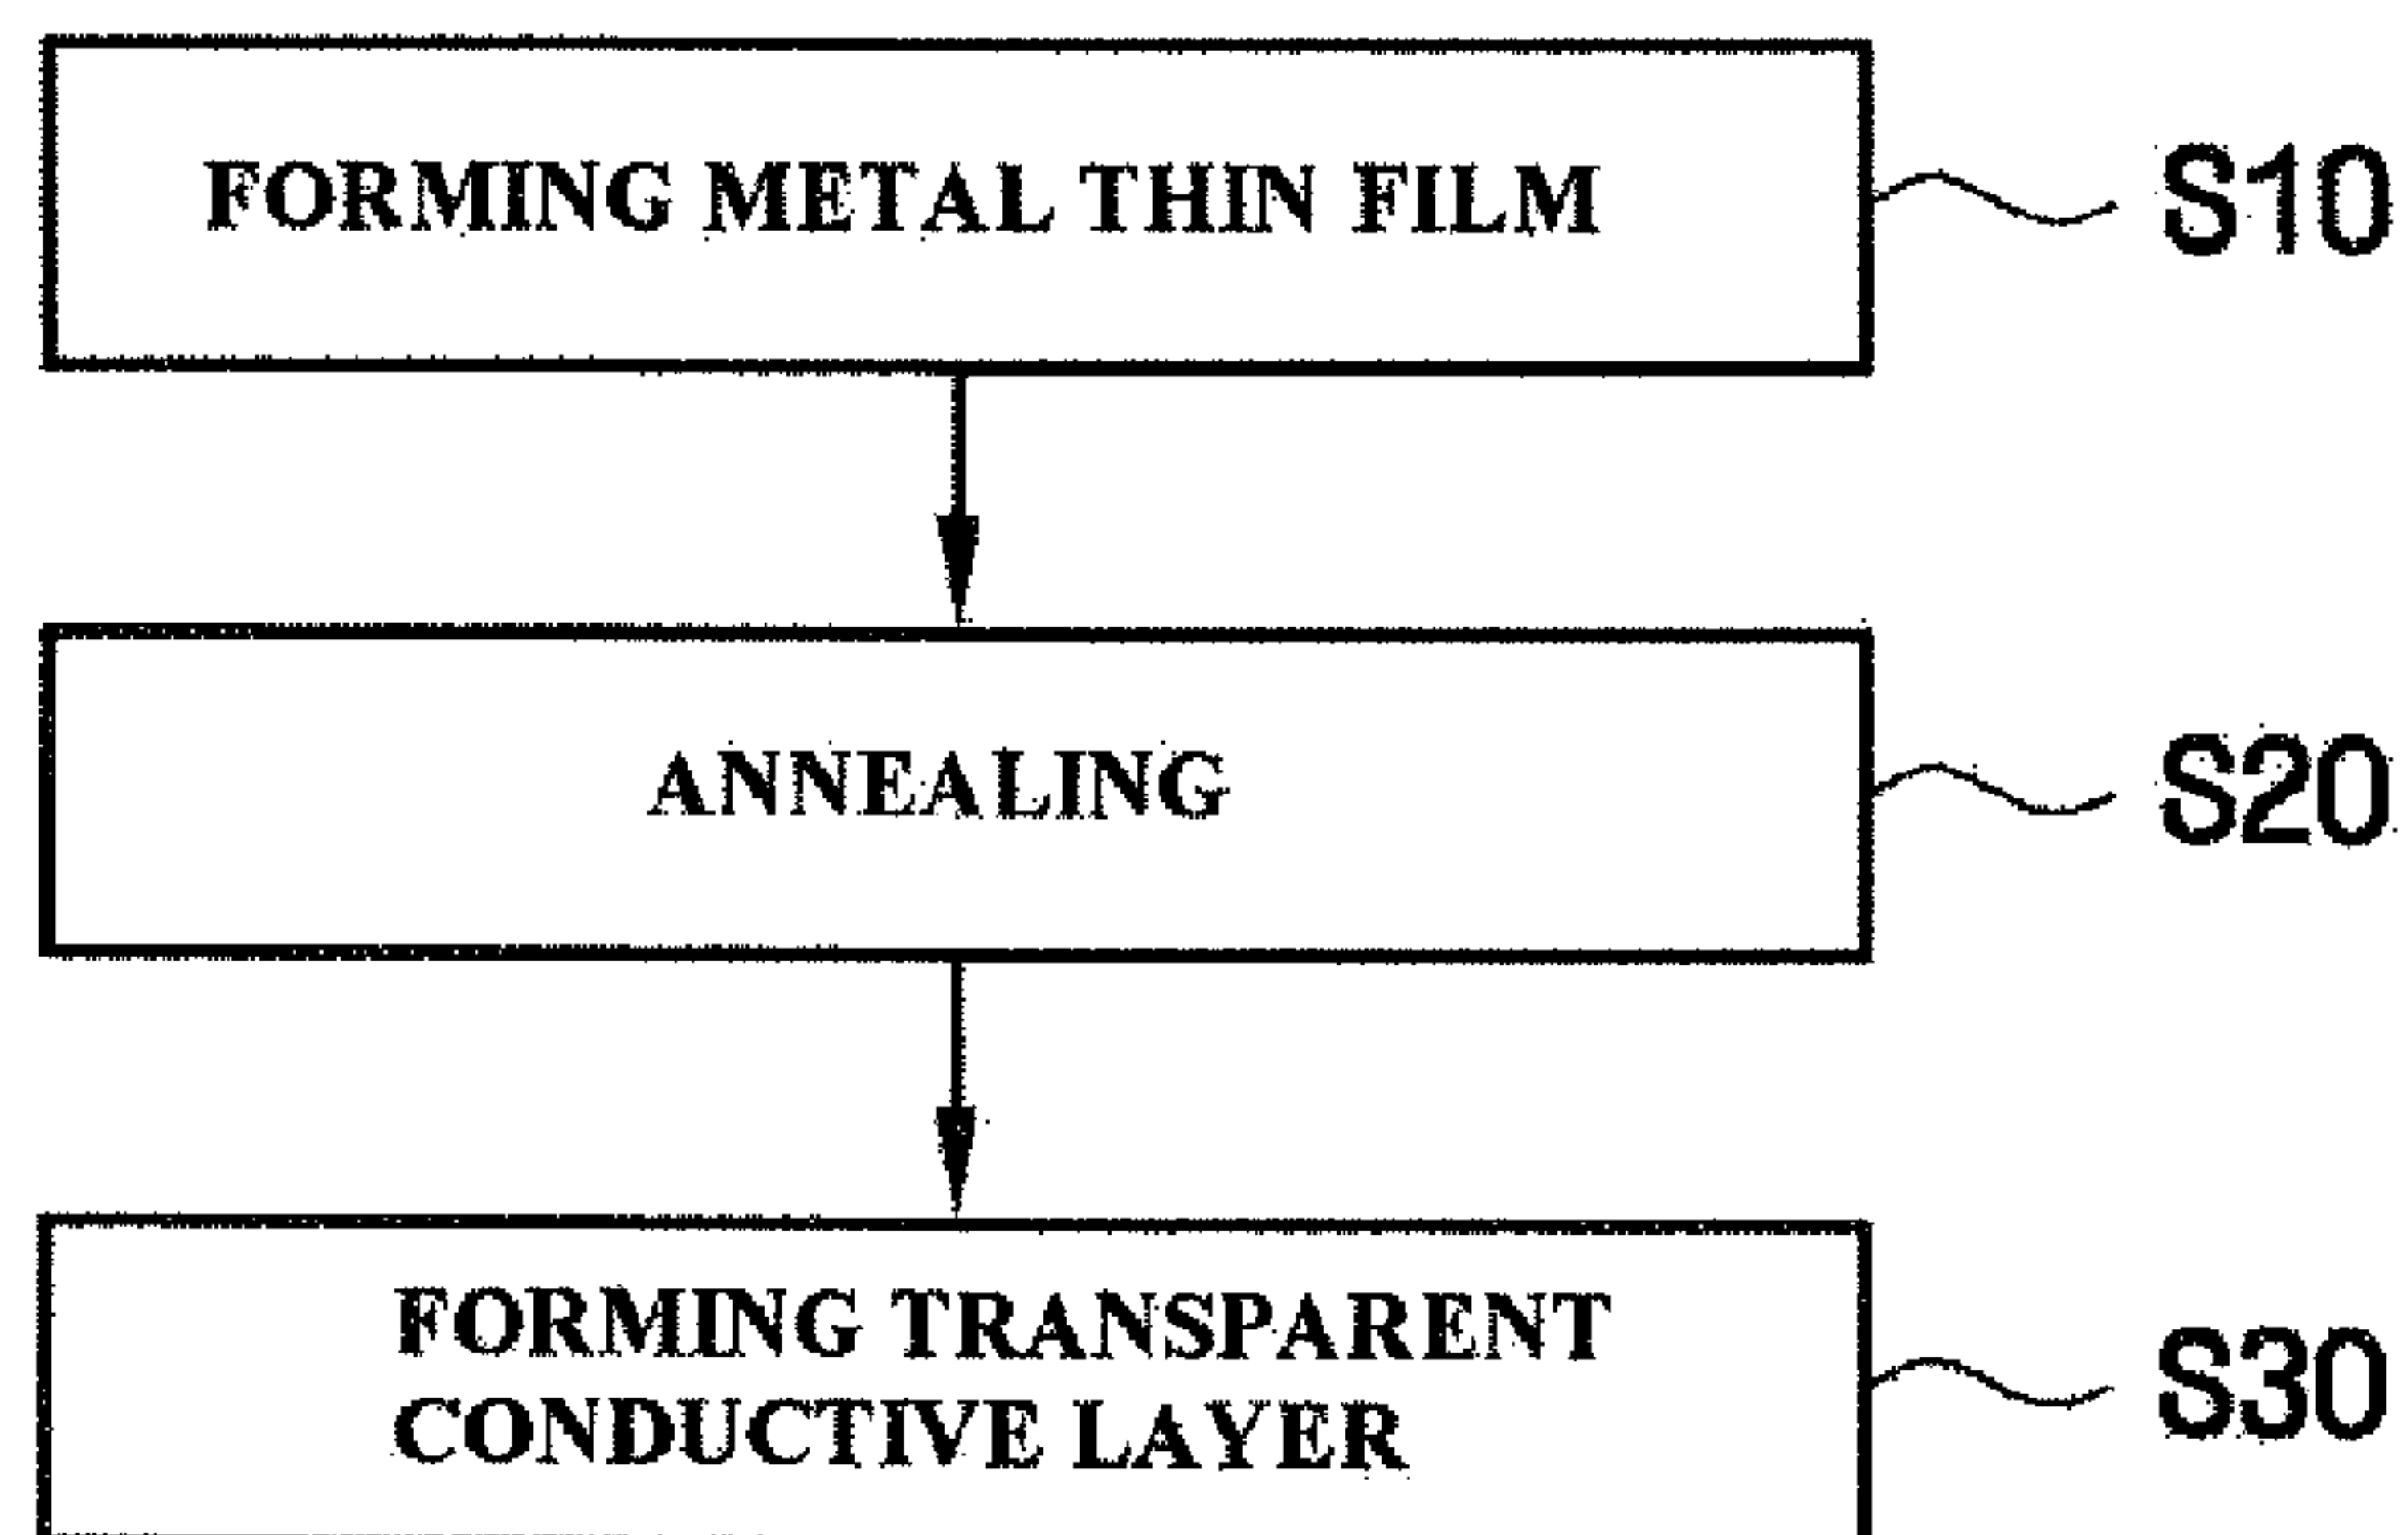 FORMING METAL THIN FILM
S10
ANNEALING
S20
FORMING TRANSPARENT
CONDUCTIVE LAYER
S30